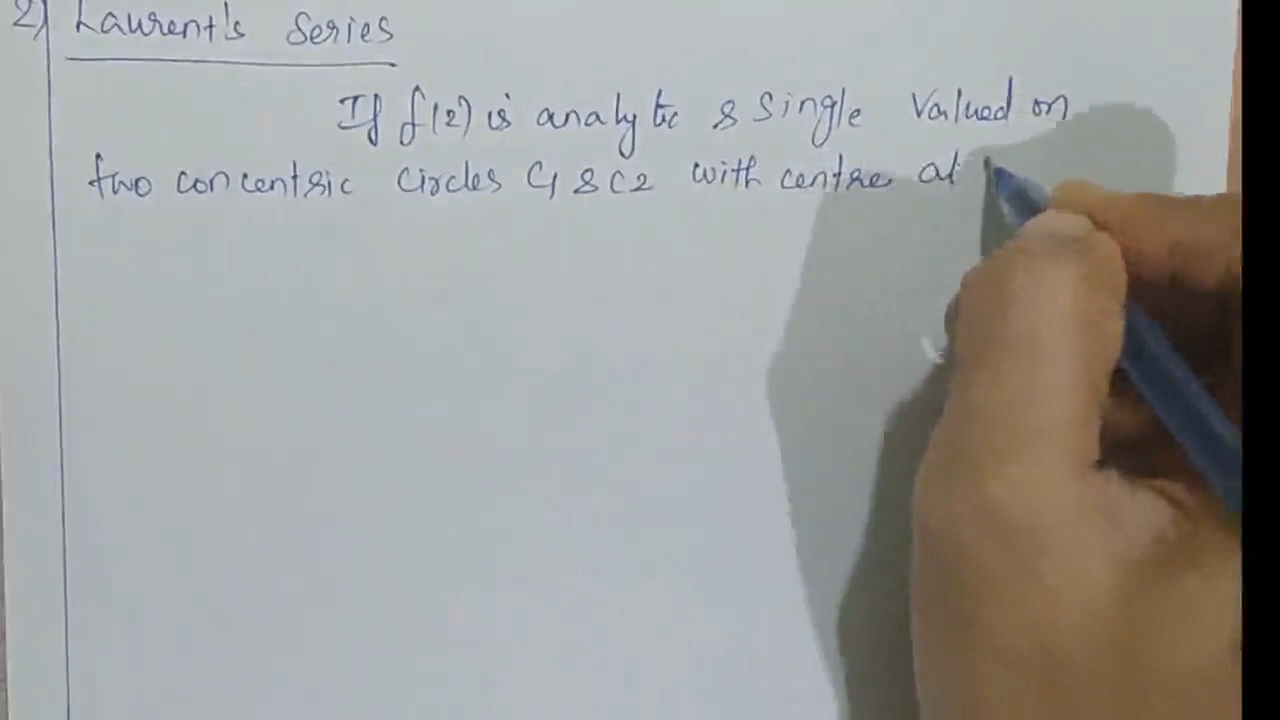 2) Laurent's Series
If f(z) is analytic & Single Valued on
two concentric circles C1 & C2 with centre at